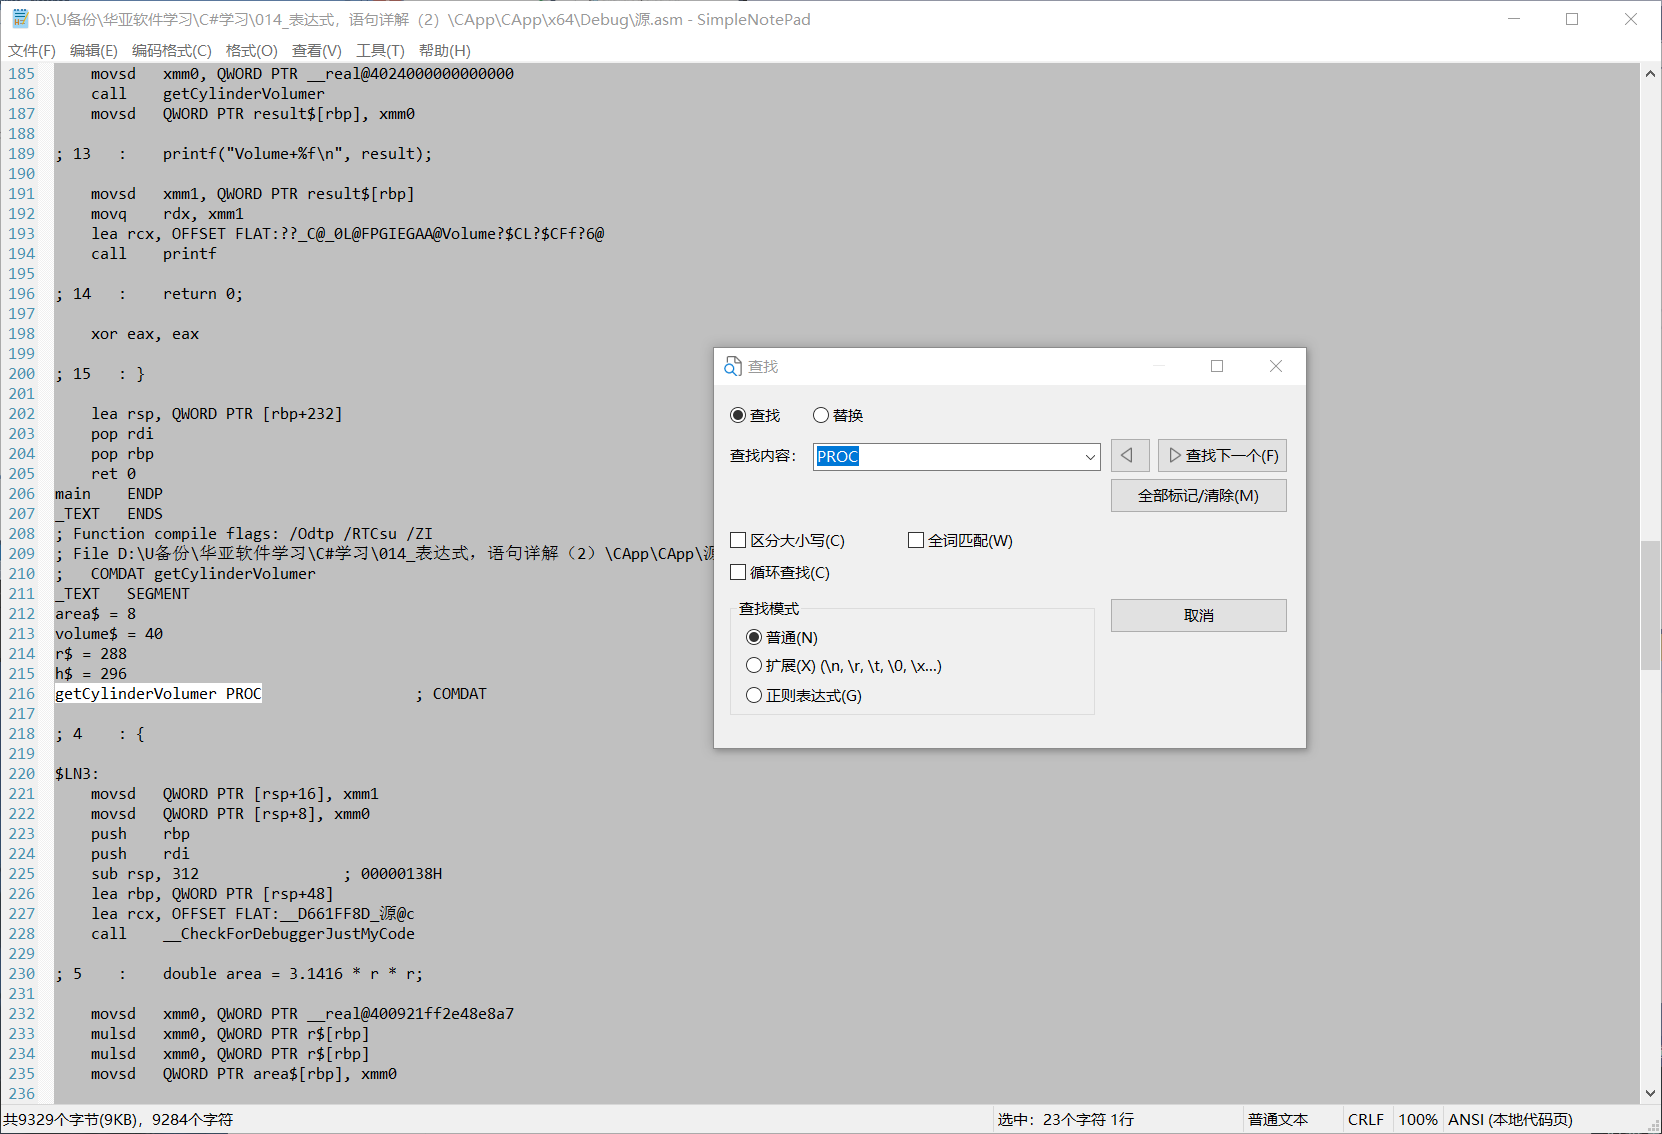 D:\U备份\华亚软件学习\C#学习\014_表达式，语句详解（2）\CApp\CApp\x64\Debug\源.asm - SimpleNotePad
文件(F) 编辑(E) 编码格式(C) 格式(O) 查看(V) 工具(T) 帮助(H)
185 movsd xmm0, QWORD PTR __real@4024000000000000
186 call getCylinderVolumer
187 movsd QWORD PTR result$[rbp], xmm0
188
189 ; 13 : printf("Volume+%f\n", result);
190
191 movsd xmm1, QWORD PTR result$[rbp]
192 movq rdx, xmm1
193 lea rcx, OFFSET FLAT:??_C@_0L@FPGIEGAA@Volume?$CL?$CFf?6@
194 call printf
195
196 ; 14 : return 0;
197
198 xor eax, eax
199
200 ; 15 : }
201
202 lea rsp, QWORD PTR [rbp+232]
203 pop rdi
204 pop rbp
205 ret 0
206 main ENDP
207 _TEXT ENDS
208 ; Function compile flags: /Odtp /RTCsu /ZI
209 ; File D:\U备份\华亚软件学习\C#学习\014_表达式，语句详解（2）\CApp\CApp\源
210 ; COMDAT getCylinderVolumer
211 _TEXT SEGMENT
212 area$ = 8
213 volume$ = 40
214 r$ = 288
215 h$ = 296
216 getCylinderVolumer PROC ; COMDAT
217
218 ; 4 : {
219
220 $LN3:
221 movsd QWORD PTR [rsp+16], xmm1
222 movsd QWORD PTR [rsp+8], xmm0
223 push rbp
224 push rdi
225 sub rsp, 312 ; 00000138H
226 lea rbp, QWORD PTR [rsp+48]
227 lea rcx, OFFSET FLAT:__D661FF8D_源@c
228 call __CheckForDebuggerJustMyCode
229
230 ; 5 : double area = 3.1416 * r * r;
231
232 movsd xmm0, QWORD PTR __real@400921ff2e48e8a7
233 mulsd xmm0, QWORD PTR r$[rbp]
234 mulsd xmm0, QWORD PTR r$[rbp]
235 movsd QWORD PTR area$[rbp], xmm0
236
查找
查找 替换
查找内容： PROC 查找下一个(F)
全部标记/清除(M)
区分大小写(C) 全词匹配(W)
循环查找(C)
查找模式
取消
普通(N)
扩展(X) (\n, \r, \t, \0, \x...)
正则表达式(G)
共9329个字节(9KB)，9284个字符 选中：23个字符 1行 普通文本 CRLF 100% ANSI (本地代码页)